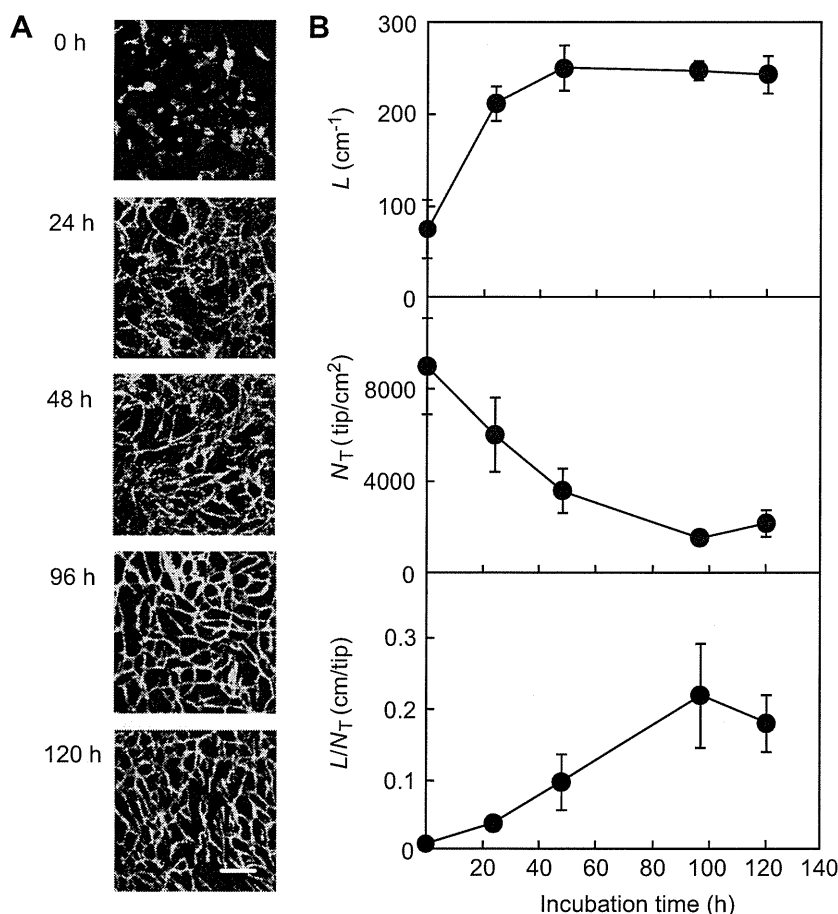 A
0 h
24 h
48 h
96 h
120 h
B
300
200
100
0
L (cm⁻¹)
8000
4000
0
N_T ( tip/cm²)
0.3
0.2
0.1
0
L/N_T (cm/tip)
20 40 60 80 100 120 140
Incubation time (h)